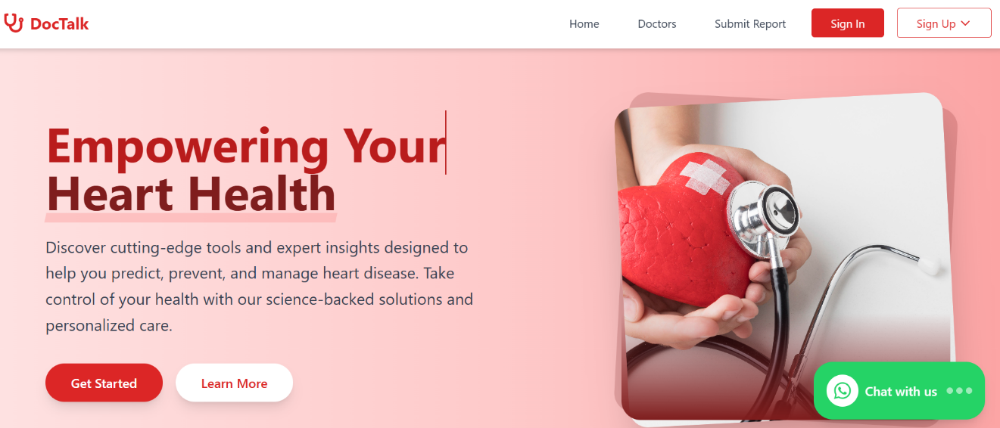 DocTalk
Home
Doctors
Submit Report
Sign In
Sign Up
Empowering Your
Heart Health
Discover cutting-edge tools and expert insights designed to
help you predict, prevent, and manage heart disease. Take
control of your health with our science-backed solutions and
personalized care.
Get Started
Learn More
Chat with us